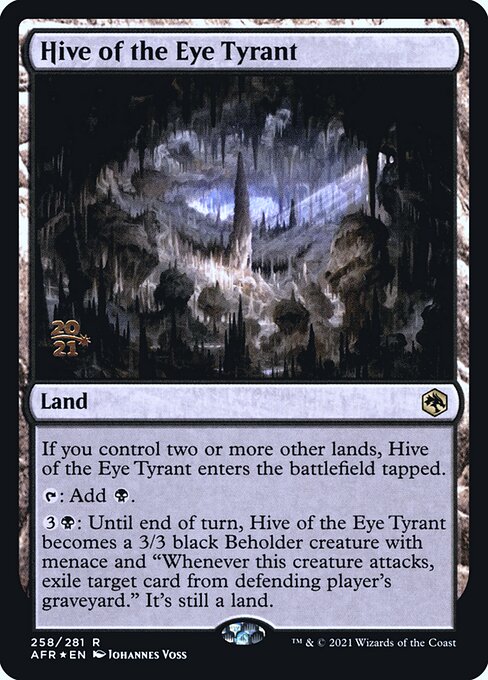 Hive of the Eye Tyrant
20
21
Land
If you control two or more other lands, Hive
of the Eye Tyrant enters the battlefield tapped.
: Add .
3: Until end of turn, Hive of the Eye Tyrant
becomes a 3/3 black Beholder creature with
menace and “Whenever this creature attacks,
exile target card from defending player’s
graveyard.” It’s still a land.
258/281 R
™ & © 2021 Wizards of the Coast
AFR★EN Johannes Voss